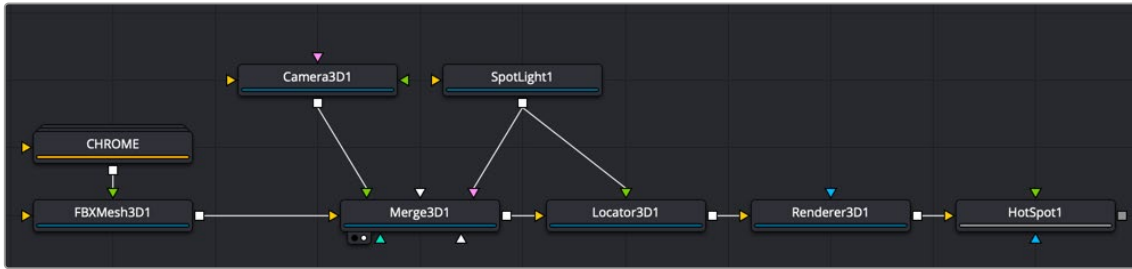 Camera3D1
SpotLight1
CHROME
FBXMesh3D1
Merge3D1
Locator3D1
Renderer3D1
HotSpot1